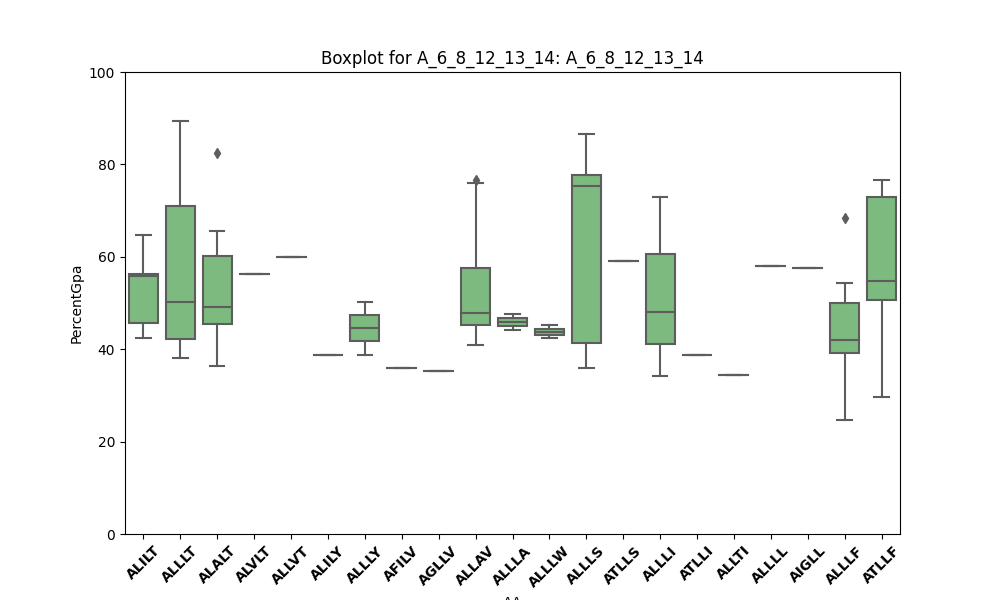 Boxplot for A_6_8_12_13_14: A_6_8_12_13_14
100
80
60
40
20
0
PercentGpa
ALILT
ALLLT
ALALT
ALVLT
ALLVT
ALILY
ALLLY
AFILV
AGLLV
ALLAV
ALLLA
ALLLW
ALLLS
ATLLS
ALLLI
ATLLI
ALLTI
ALLLL
AIGLL
ALLLF
ATLLF